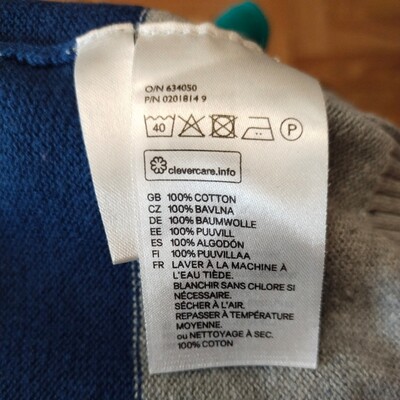 O/N 634050
P/N 0201814 9
40 P
clevercare.info
GB 100% COTTON
CZ 100% BAVLNA
DE 100% BAUMWOLLE
EE 100% PUUVILL
ES 100% ALGODÓN
FI 100% PUUVILLAA
FR LAVER À LA MACHINE À
L'EAU TIÈDE.
BLANCHIR SANS CHLORE SI
NÉCESSAIRE.
SÉCHER À L'AIR.
REPASSER À TEMPÉRATURE
MOYENNE.
ou NETTOYAGE À SEC.
100% COTON